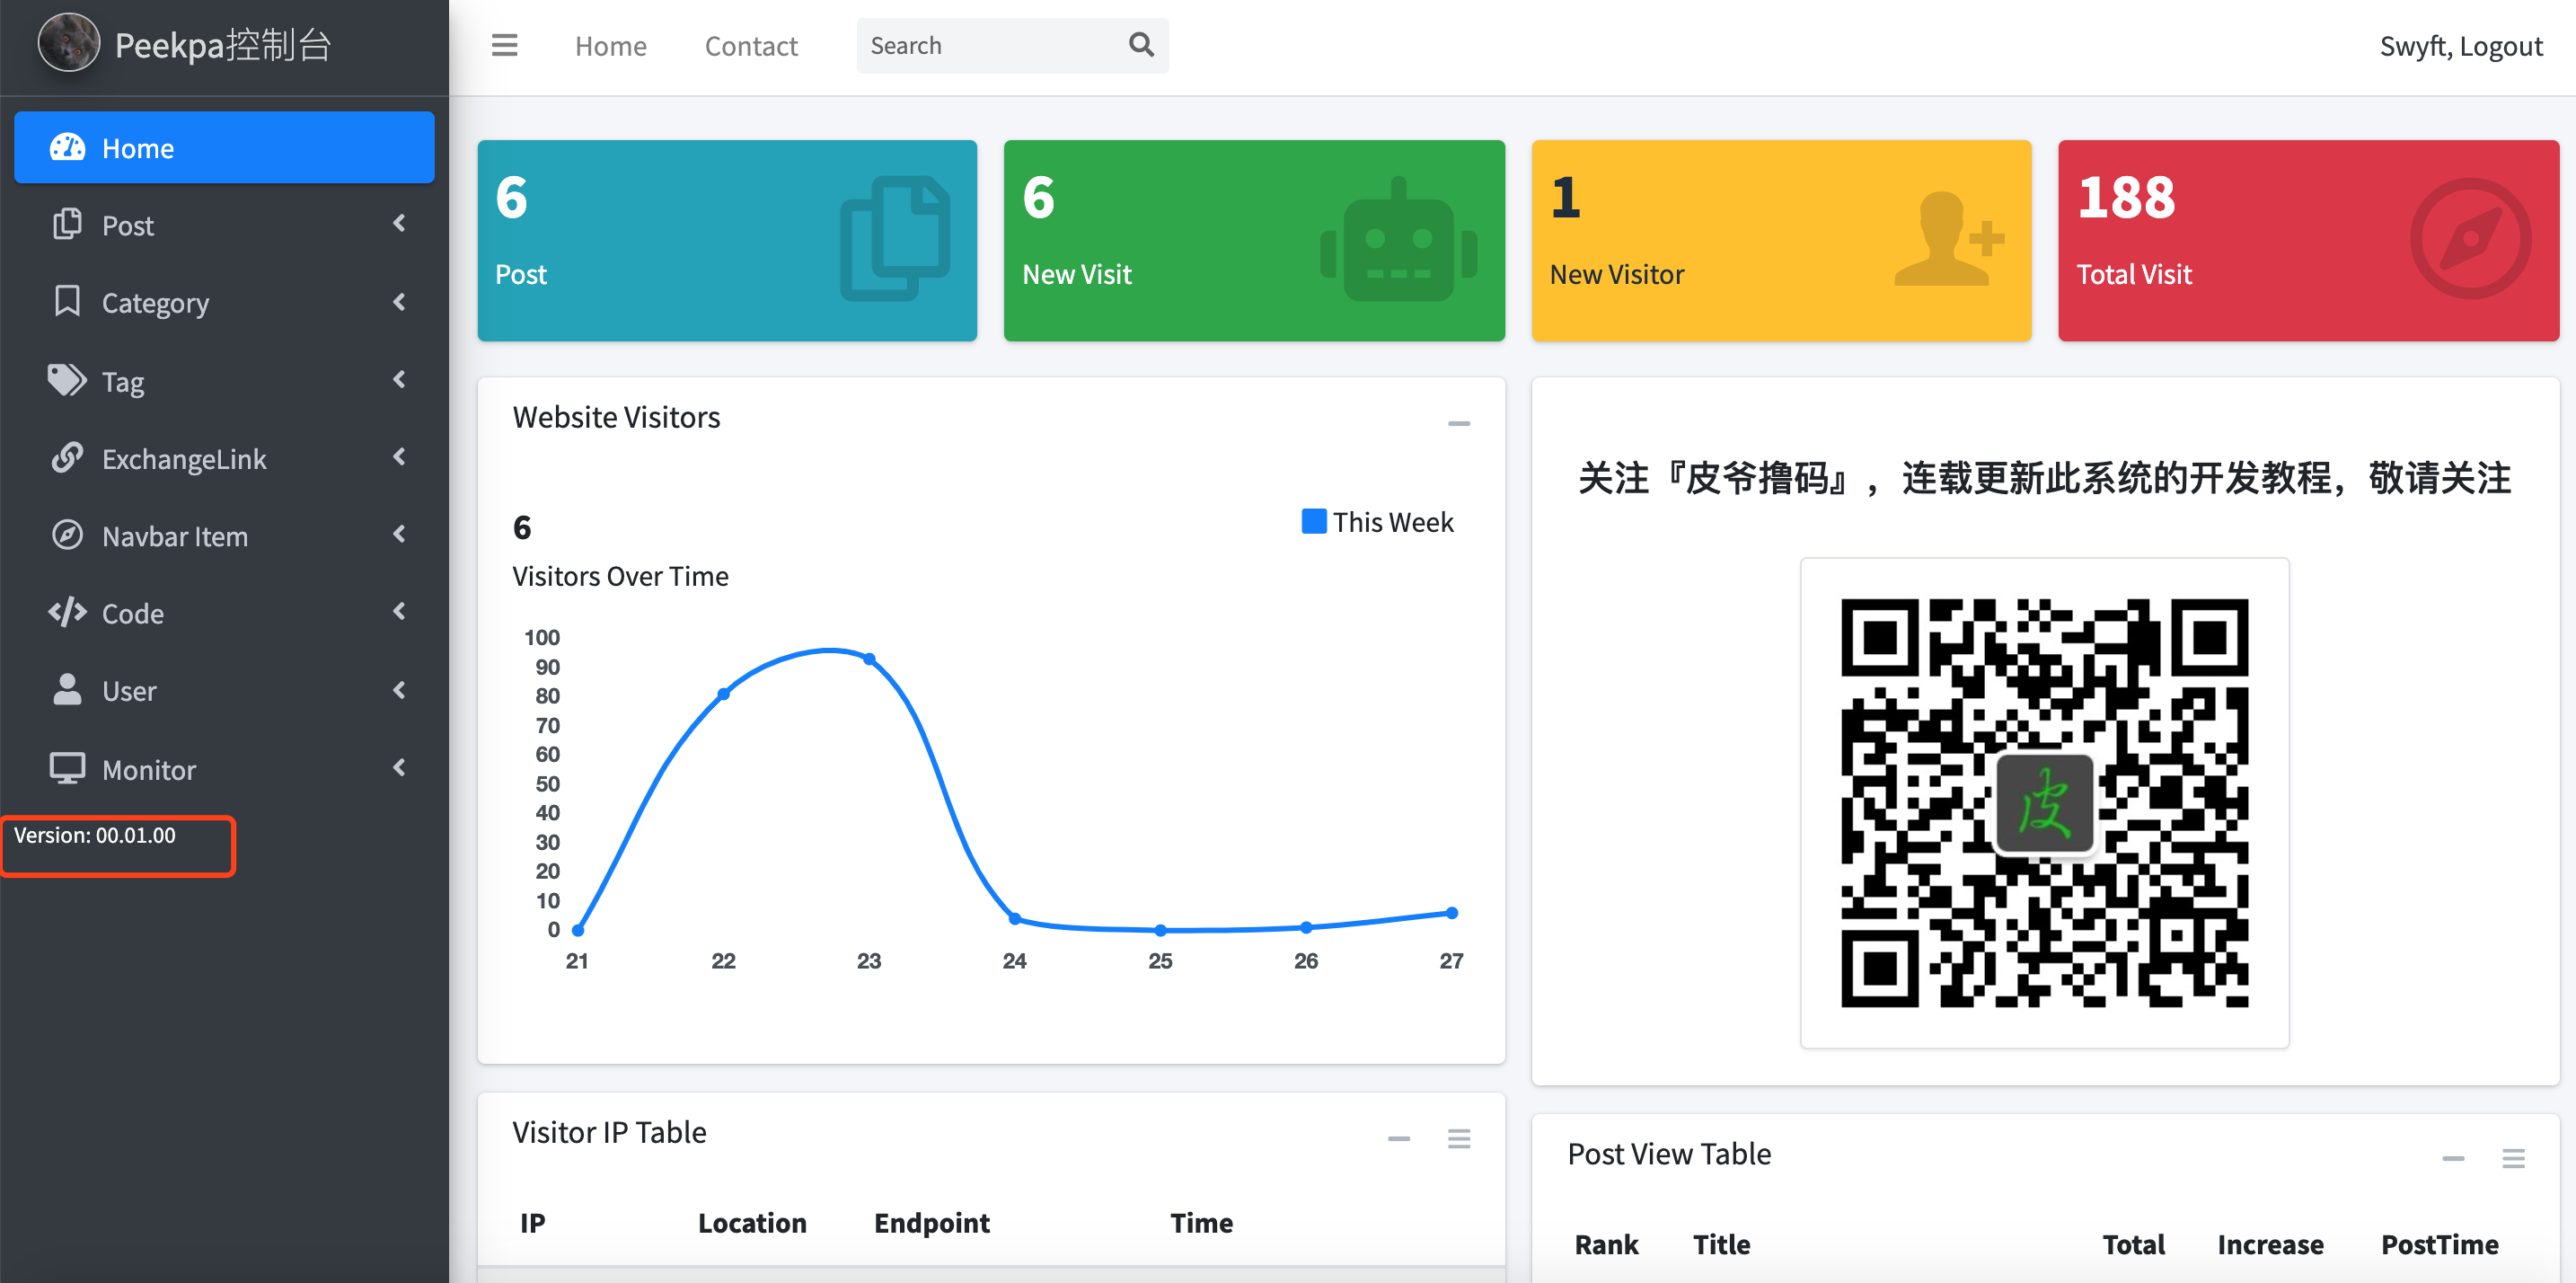 Peekpa控制台
Home
Contact
Search
Swyft, Logout
Home
Post
Category
Tag
ExchangeLink
Navbar Item
Code
User
Monitor
Version: 00.01.00
6
Post
6
New Visit
1
New Visitor
188
Total Visit
Website Visitors
6
This Week
Visitors Over Time
100
90
80
70
60
50
40
30
20
10
0
21 22 23 24 25 26 27
关注『皮爷撸码』，连载更新此系统的开发教程，敬请关注
皮
Visitor IP Table
IP Location Endpoint Time
Post View Table
Rank Title Total Increase PostTime